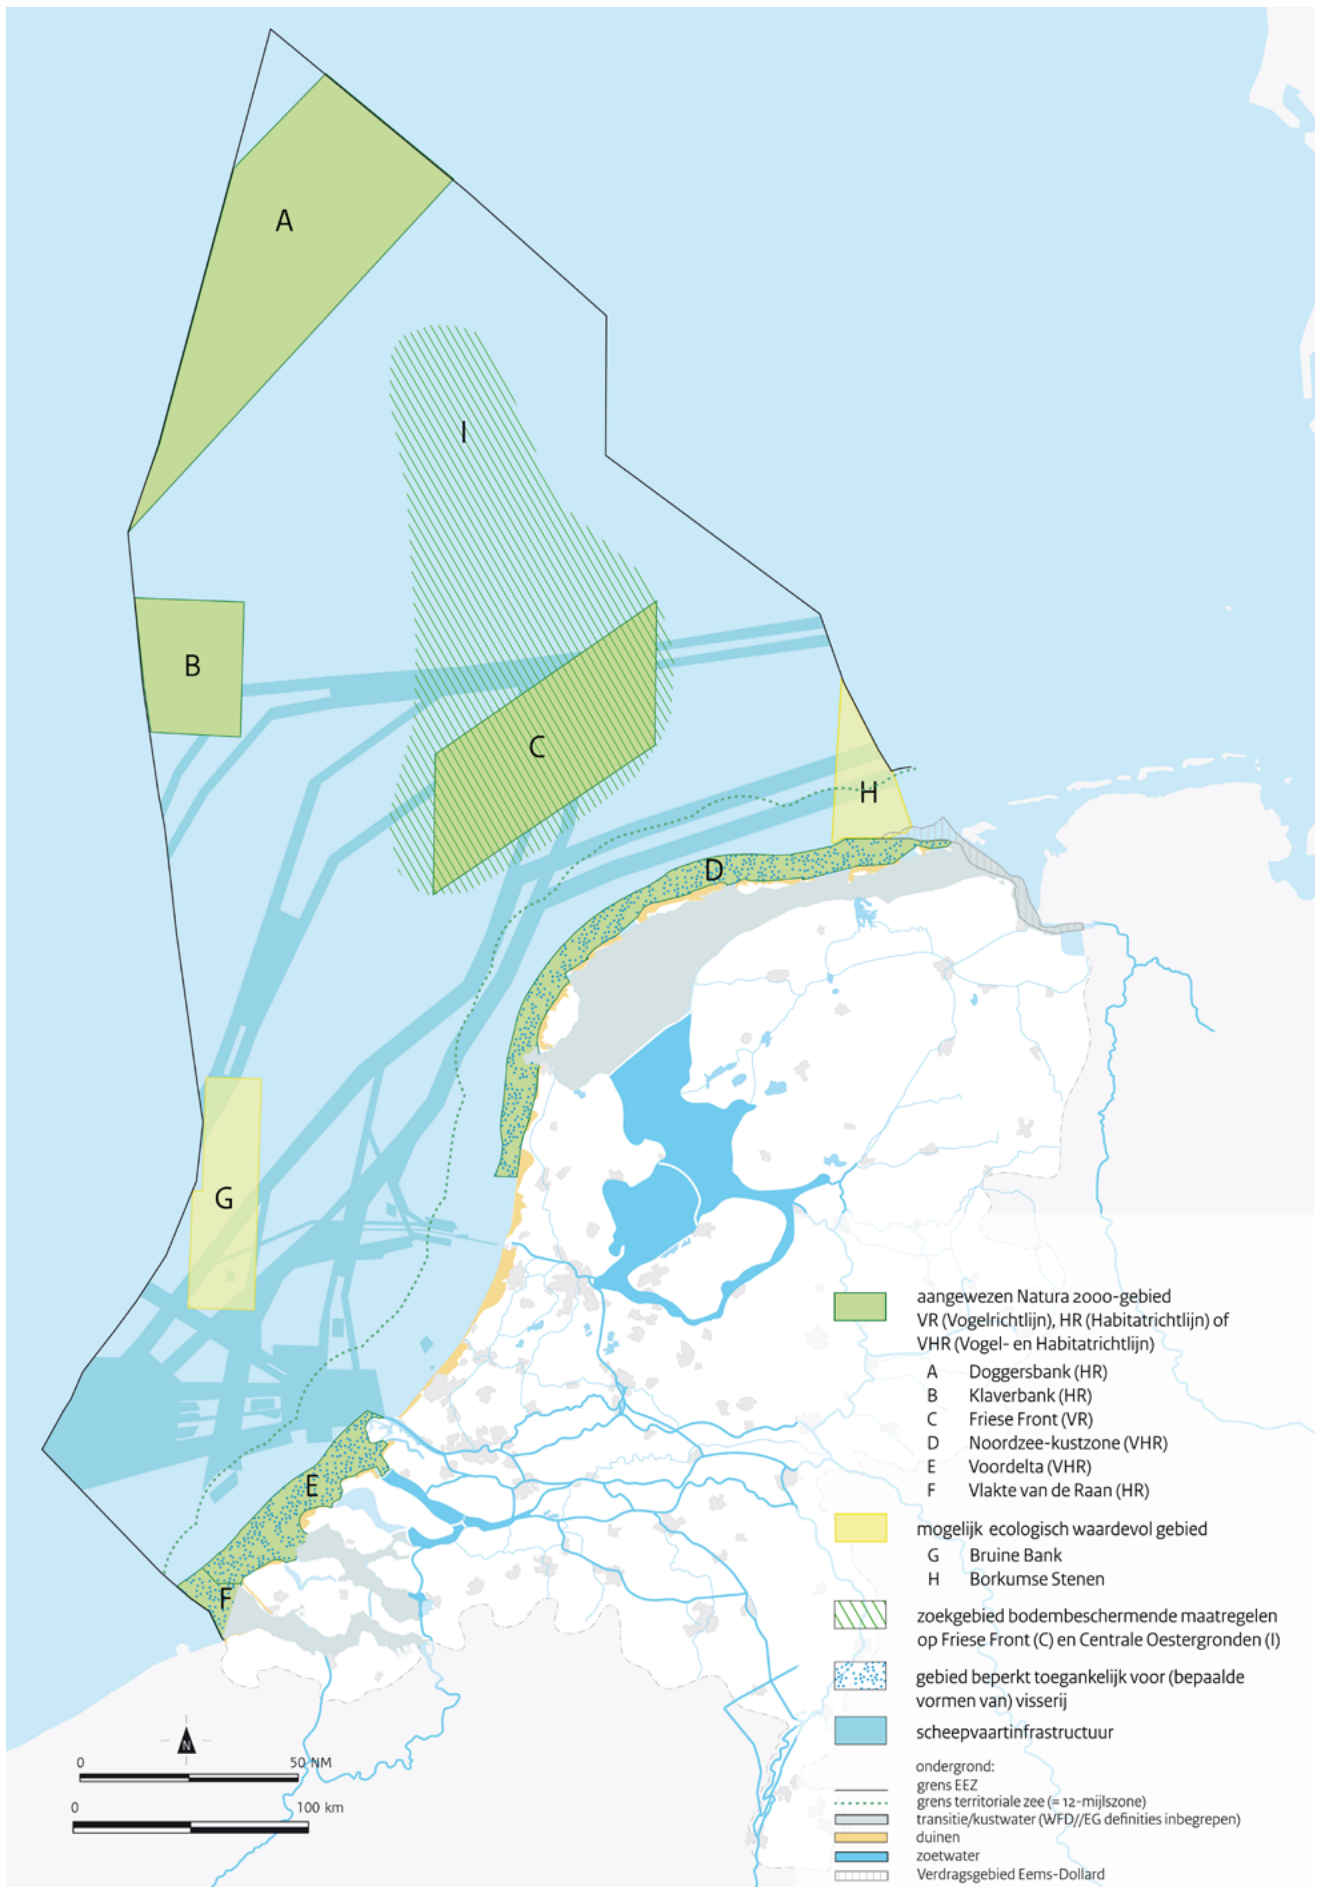 A
I
B
C
H
D
G
E
F
aangewezen Natura 2000-gebied
VR (Vogelrichtlijn), HR (Habitatrichtlijn) of
VHR (Vogel- en Habitatrichtlijn)
A Doggersbank (HR)
B Klaverbank (HR)
C Friese Front (VR)
D Noordzee-kustzone (VHR)
E Voordelta (VHR)
F Vlakte van de Raan (HR)
mogelijk ecologisch waardevol gebied
G Bruine Bank
H Borkumse Stenen
zoekgebied bodembeschermende maatregelen
op Friese Front (C) en Centrale Oestergronden (I)
gebied beperkt toegankelijk voor (bepaalde
vormen van) visserij
scheepvaartinfrastructuur
ondergrond:
grens EEZ
grens territoriale zee (= 12-mijlszone)
transitie/kustwater (WFD//EG definities inbegrepen)
duinen
zoetwater
Verdragsgebied Eems-Dollard
N
0 50 NM
0 100 km